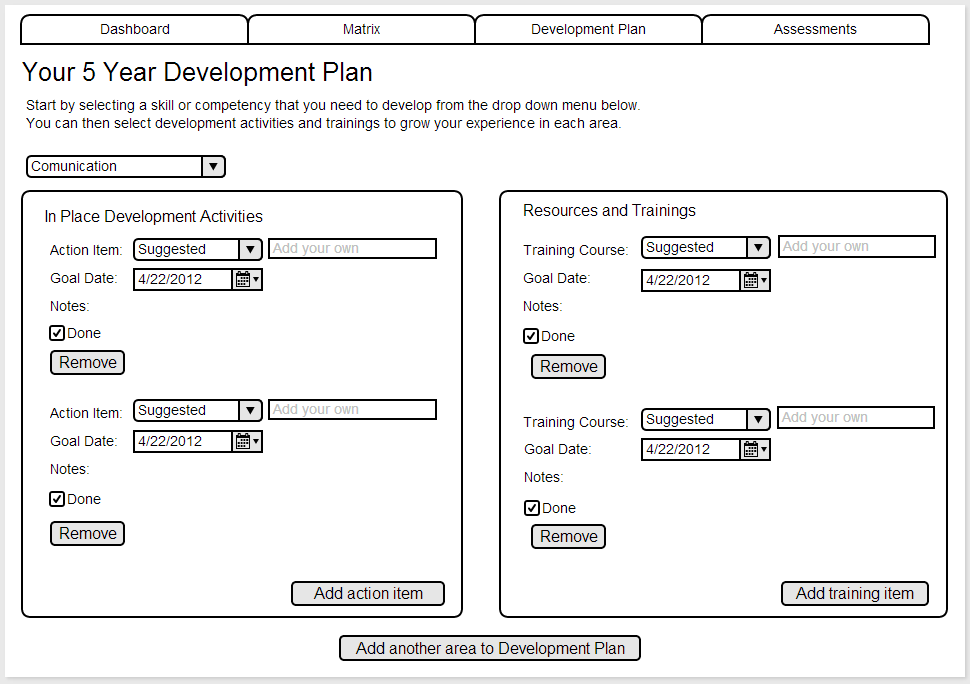 Dashboard
Matrix
Development Plan
Assessments
Your 5 Year Development Plan
Start by selecting a skill or competency that you need to develop from the drop down menu below.
You can then select development activities and trainings to grow your experience in each area.
Comunication
In Place Development Activities
Action Item: Suggested Add your own
Goal Date: 4/22/2012
Notes:
Done
Remove
Action Item: Suggested Add your own
Goal Date: 4/22/2012
Notes:
Done
Remove
Add action item
Resources and Trainings
Training Course: Suggested Add your own
Goal Date: 4/22/2012
Notes:
Done
Remove
Training Course: Suggested Add your own
Goal Date: 4/22/2012
Notes:
Done
Remove
Add training item
Add another area to Development Plan